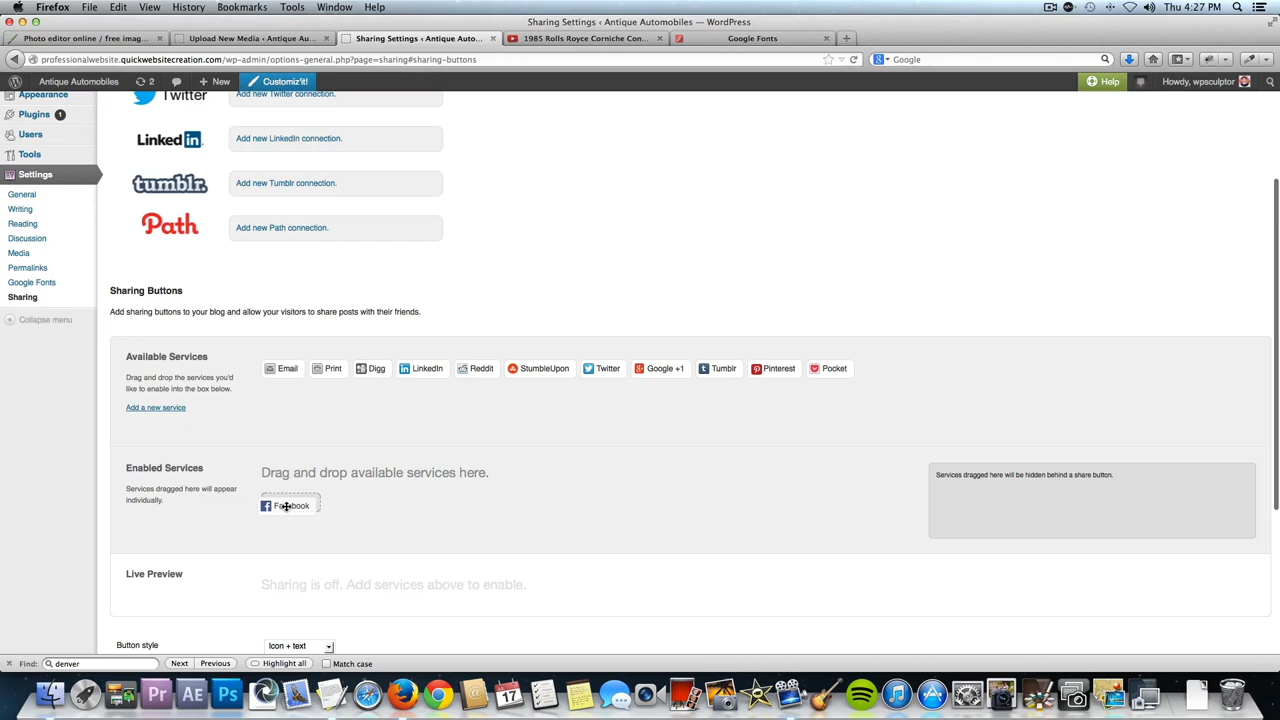 Firefox File Edit View History Bookmarks Tools Window Help Thu 4:27 PM
Sharing Settings ‹ Antique Automobiles — WordPress
Photo editor online / free imag... Upload New Media ‹ Antique Au... Sharing Settings ‹ Antique Auto... 1985 Rolls Royce Corniche Con... Google Fonts
professionalwebsite.quickwebsitecreation.com/wp-admin/options-general.php?page=sharing#sharing-buttons Google
Antique Automobiles 2 New Customiz'it! Help Howdy, wpsculptor
Appearance
Plugins 1
Users
Tools
Settings
General
Writing
Reading
Discussion
Media
Permalinks
Google Fonts
Sharing
Collapse menu
Twitter Add new Twitter connection.
Linked in Add new LinkedIn connection.
tumblr. Add new Tumblr connection.
Path Add new Path connection.
Sharing Buttons
Add sharing buttons to your blog and allow your visitors to share posts with their friends.
Available Services
Drag and drop the services you'd
like to enable into the box below.
Add a new service
Email Print Digg LinkedIn Reddit StumbleUpon Twitter Google +1 Tumblr Pinterest Pocket
Enabled Services
Services dragged here will appear
individually.
Drag and drop available services here.
Facebook
Services dragged here will be hidden behind a share button.
Live Preview
Sharing is off. Add services above to enable.
Button style Icon + text
Find: denver Next Previous Highlight all Match case
Pr Ae Ps
17